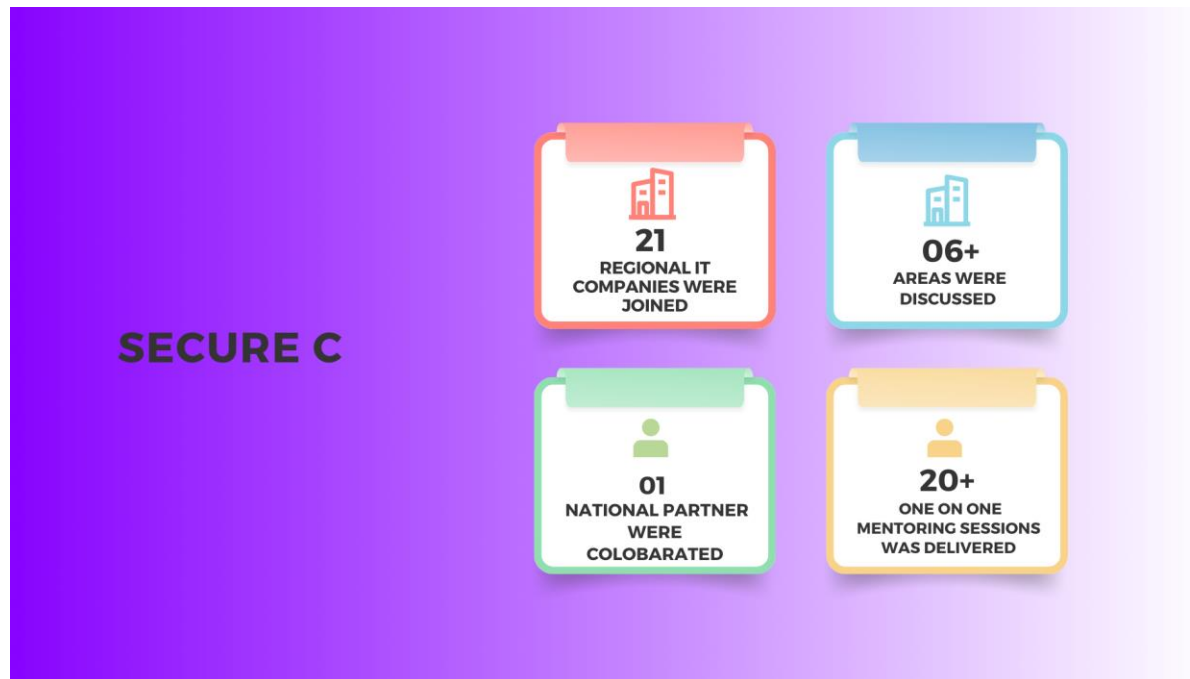 SECURE C
21
REGIONAL IT
COMPANIES WERE
JOINED
06+
AREAS WERE
DISCUSSED
01
NATIONAL PARTNER
WERE
COLOBARATED
20+
ONE ON ONE
MENTORING SESSIONS
WAS DELIVERED